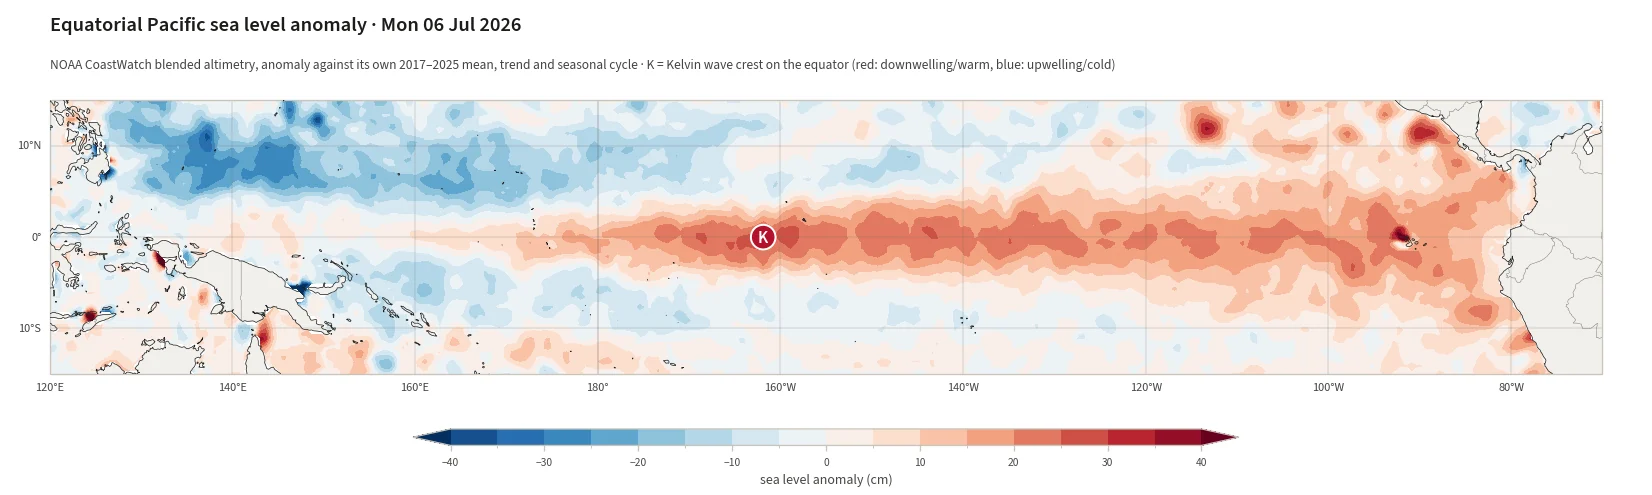 Equatorial Pacific sea level anomaly · Mon 06 Jul 2026
NOAA CoastWatch blended altimetry, anomaly against its own 2017–2025 mean, trend and seasonal cycle · K = Kelvin wave crest on the equator (red: downwelling/warm, blue: upwelling/cold)
10°N
0°
K
10°S
120°E 140°E 160°E 180° 160°W 140°W 120°W 100°W 80°W
−40 −30 −20 −10 0 10 20 30 40
sea level anomaly (cm)